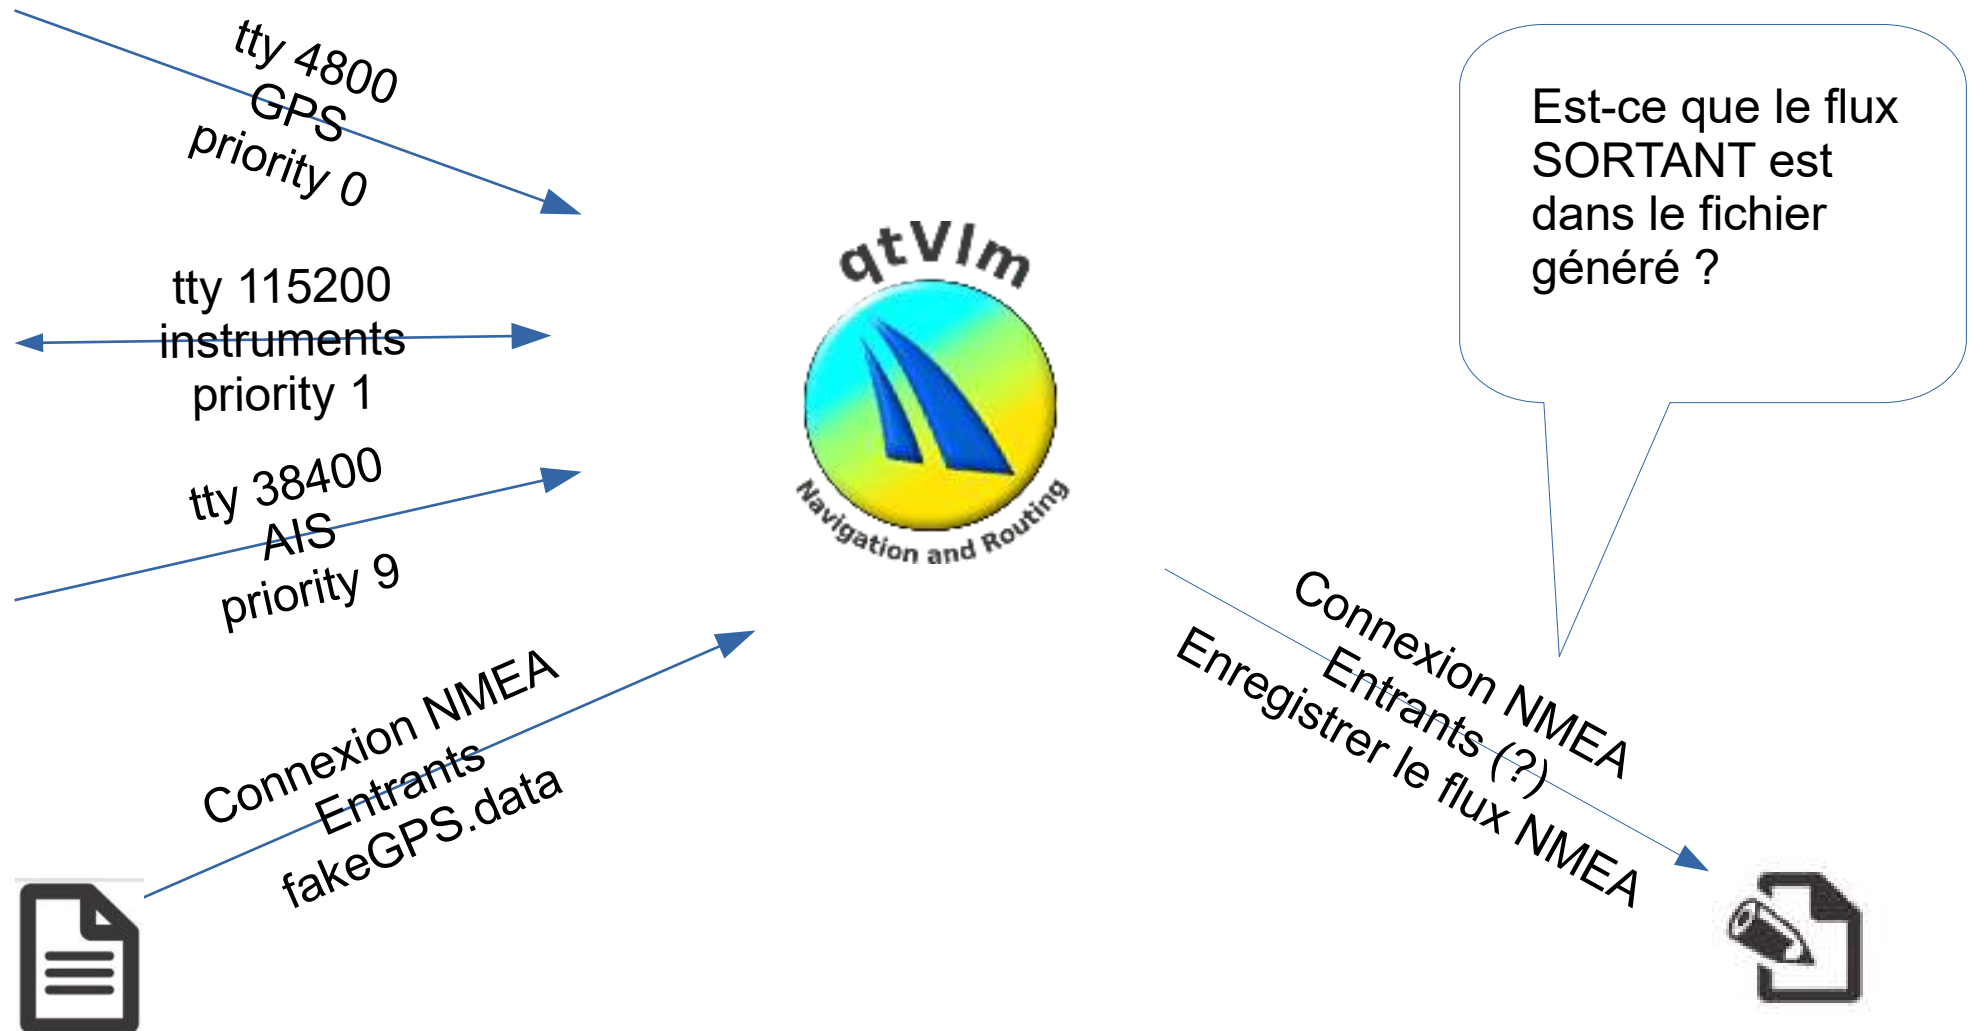 tty 4800
GPS
priority 0
tty 115200
instruments
priority 1
tty 38400
AIS
priority 9
Connexion NMEA
Entrants
fakeGPS.data
qtVlm
Navigation and Routing
Est-ce que le flux
SORTANT est
dans le fichier
généré ?
Connexion NMEA
Entrants (?)
Enregistrer le flux NMEA